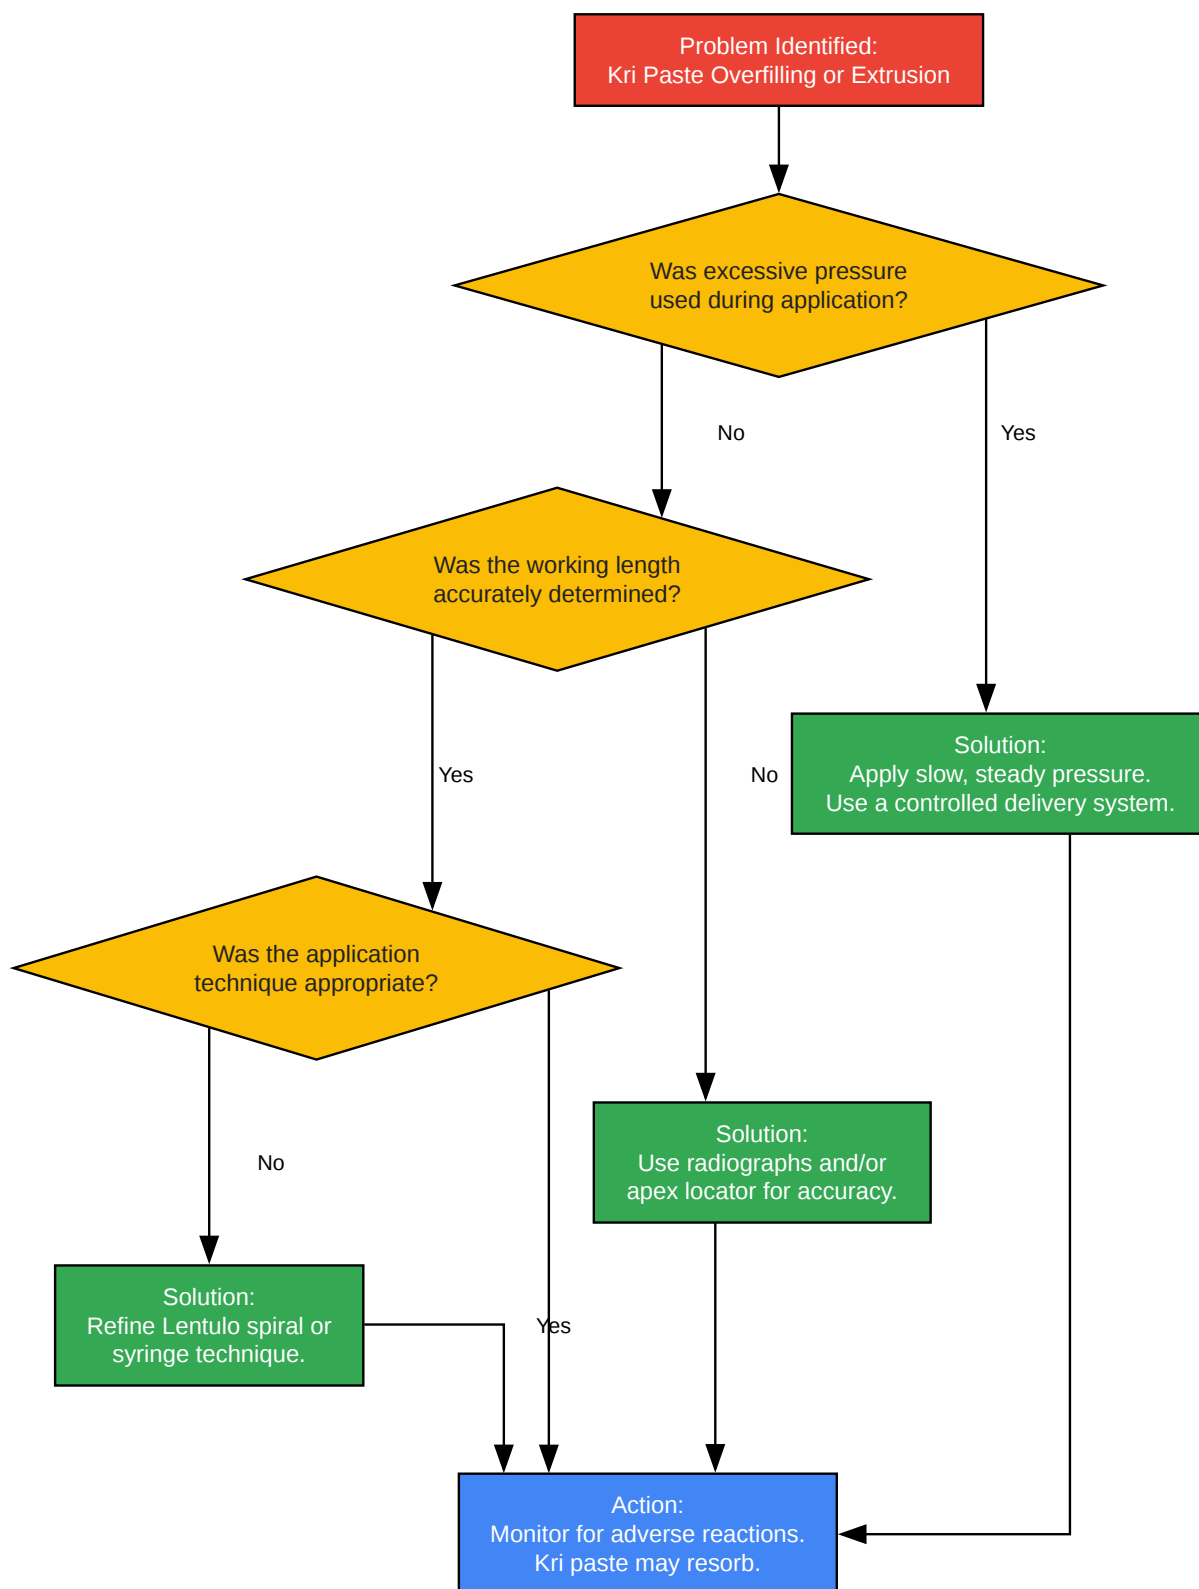 Problem Identified:
Kri Paste Overfilling or Extrusion
Was excessive pressure
used during application?
No
Yes
Was the working length
accurately determined?
Yes
No
Solution:
Apply slow, steady pressure.
Use a controlled delivery system.
Was the application
technique appropriate?
No
Solution:
Use radiographs and/or
apex locator for accuracy.
Solution:
Refine Lentulo spiral or
syringe technique.
Yes
Action:
Monitor for adverse reactions.
Kri paste may resorb.